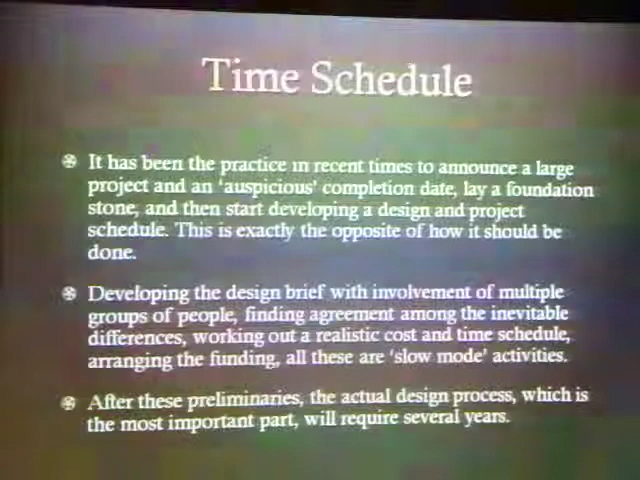 Time Schedule
It has been the practice in recent times to announce a large
project and an 'auspicious' completion date, lay a foundation
stone, and then start developing a design and project
schedule. This is exactly the opposite of how it should be
done.
Developing the design brief with involvement of multiple
groups of people, finding agreement among the inevitable
differences, working out a realistic cost and time schedule,
arranging the funding, all these are 'slow mode' activities.
After these preliminaries, the actual design process, which is
the most important part, will require several years.